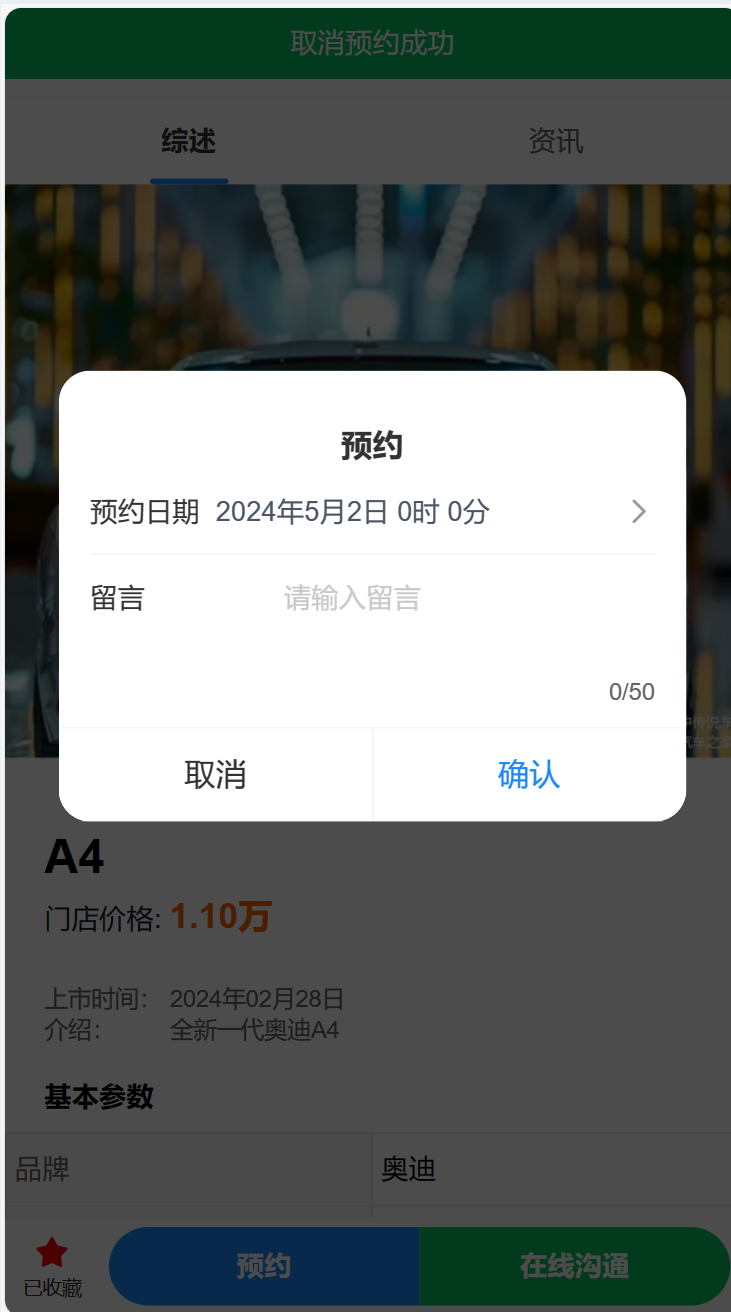 取消预约成功
综述 资讯
预约
预约日期 2024年5月2日 0时 0分
留言 请输入留言
0/50
取消 确认
A4
门店价格: 1.10万
上市时间： 2024年02月28日
介绍： 全新一代奥迪A4
基本参数
品牌 奥迪
已收藏 预约 在线沟通